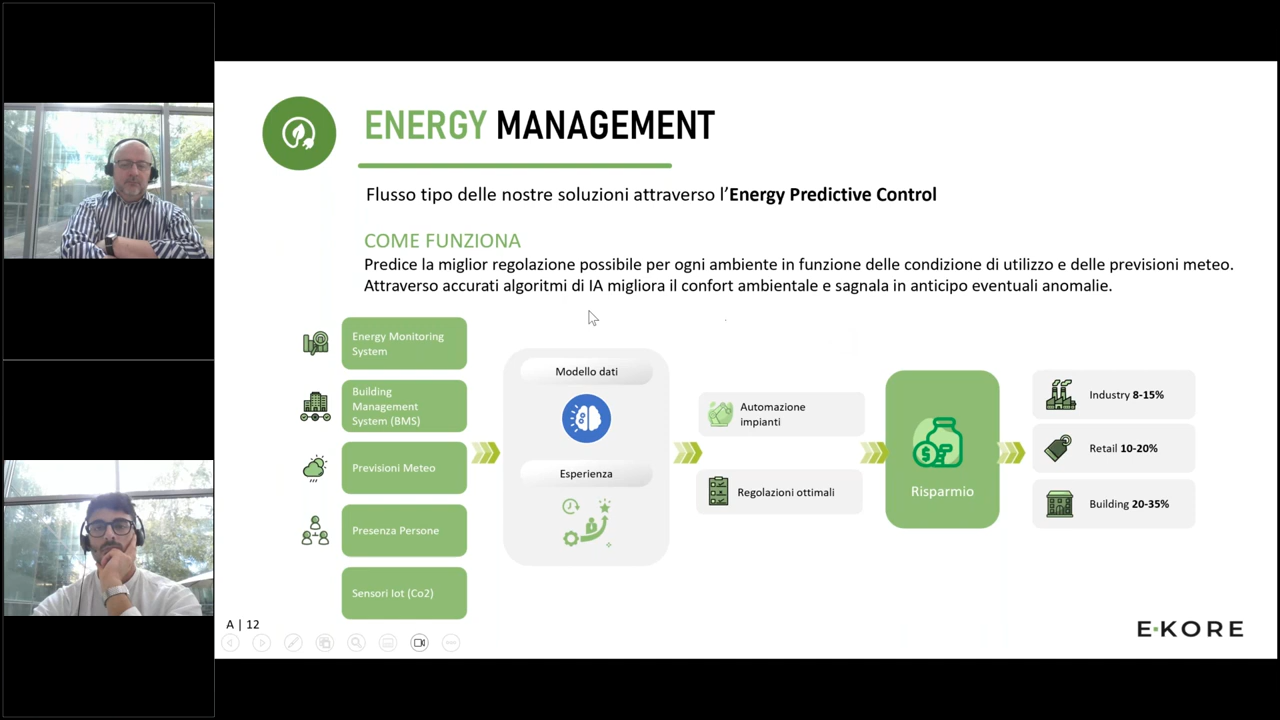 ENERGY MANAGEMENT
Flusso tipo delle nostre soluzioni attraverso l'Energy Predictive Control
COME FUNZIONA
Predice la miglior regolazione possibile per ogni ambiente in funzione delle condizione di utilizzo e delle previsioni meteo.
Attraverso accurati algoritmi di IA migliora il confort ambientale e sagnala in anticipo eventuali anomalie.
Energy Monitoring
System
Building
Management
System (BMS)
Previsioni Meteo
Presenza Persone
Sensori Iot (Co2)
Modello dati
Esperienza
Automazione
impianti
Regolazioni ottimali
Risparmio
Industry 8-15%
Retail 10-20%
Building 20-35%
A | 12
E·KORE